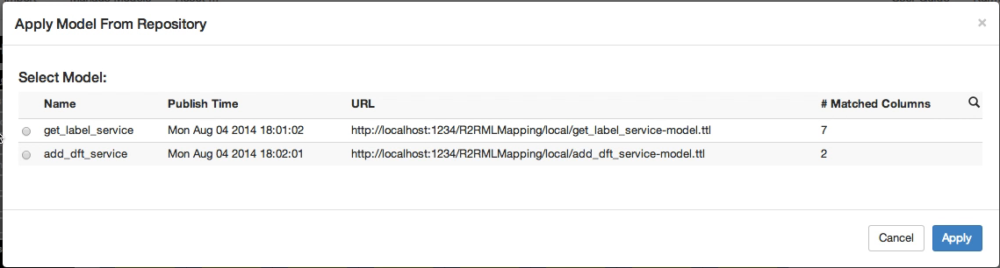 Apply Model From Repository ×
Select Model:
Name Publish Time URL # Matched Columns
get_label_service Mon Aug 04 2014 18:01:02 http://localhost:1234/R2RMLMapping/local/get_label_service-model.ttl 7
add_dft_service Mon Aug 04 2014 18:02:01 http://localhost:1234/R2RMLMapping/local/add_dft_service-model.ttl 2
Cancel Apply